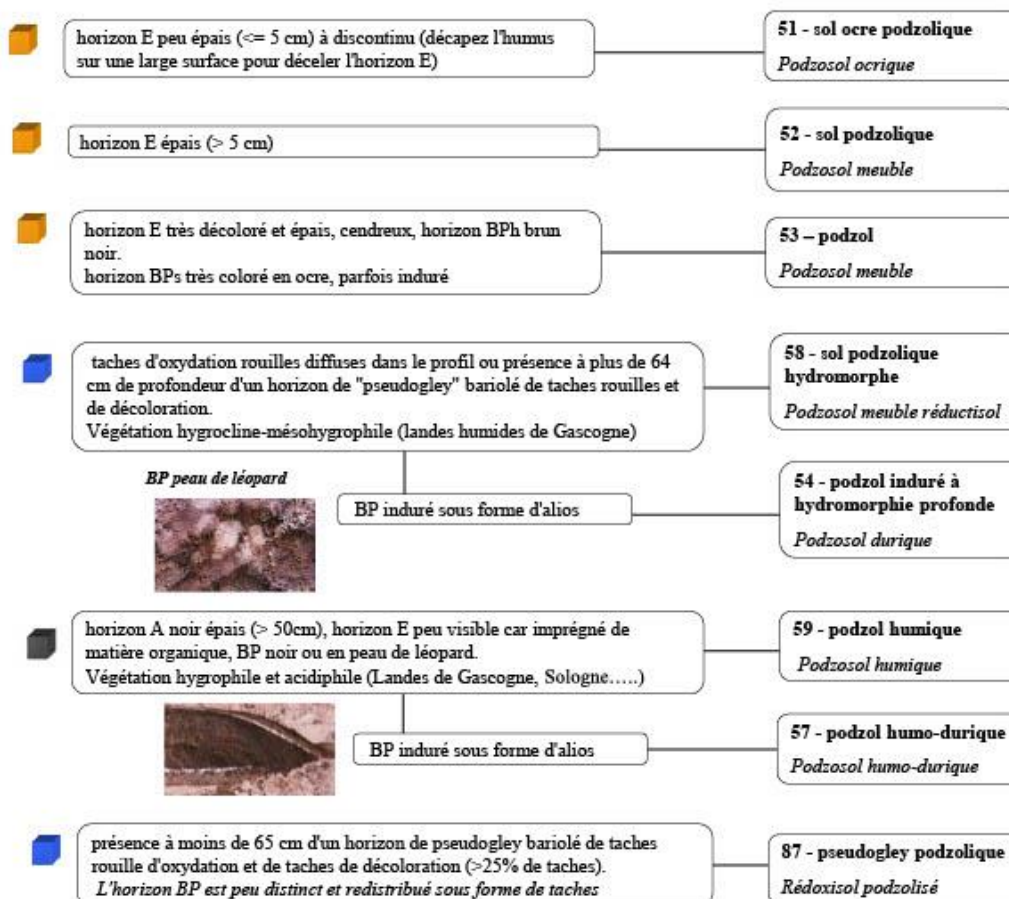 horizon E peu épais (<= 5 cm) à discontinu (décapez l'humus
sur une large surface pour déceler l'horizon E)
51 - sol ocre podzolique
Podzosol ocrique
horizon E épais (> 5 cm)
52 - sol podzolique
Podzosol meuble
horizon E très décoloré et épais, cendreux, horizon BPh brun
noir.
horizon BPs très coloré en ocre, parfois induré
53 – podzol
Podzosol meuble
taches d'oxydation rouilles diffuses dans le profil ou présence à plus de 64
cm de profondeur d'un horizon de "pseudogley" bariolé de taches rouilles et
de décoloration.
Végétation hygrocline-mésohygrophile (landes humides de Gascogne)
58 - sol podzolique
hydromorphe
Podzosol meuble réductisol
BP peau de léopard
BP induré sous forme d'alios
54 - podzol induré à
hydromorphie profonde
Podzosol durique
horizon A noir épais (> 50cm), horizon E peu visible car imprégné de
matière organique, BP noir ou en peau de léopard.
Végétation hygrophile et acidiphile (Landes de Gascogne, Sologne…..)
59 - podzol humique
Podzosol humique
BP induré sous forme d'alios
57 - podzol humo-durique
Podzosol humo-durique
présence à moins de 65 cm d'un horizon de pseudogley bariolé de taches
rouille d'oxydation et de taches de décoloration (>25% de taches).
L'horizon BP est peu distinct et redistribué sous forme de taches
87 - pseudogley podzolique
Rédoxisol podzolisé